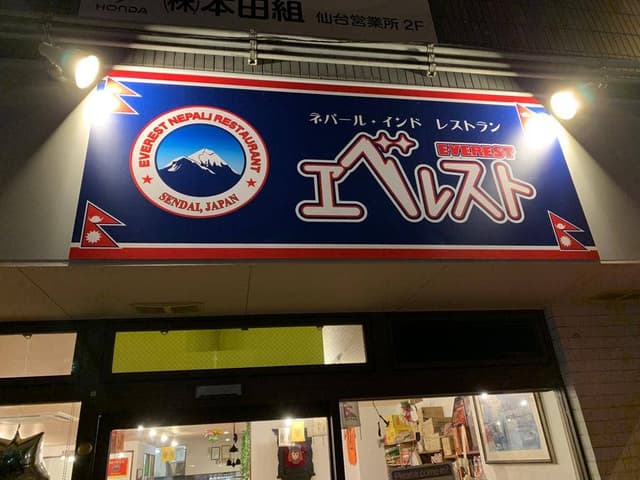 HONDA
㈱本田組 仙台営業所 2F
ネパール・インド レストラン
EVEREST
エベレスト
EVEREST NEPALI RESTAURANT
SENDAI, JAPAN